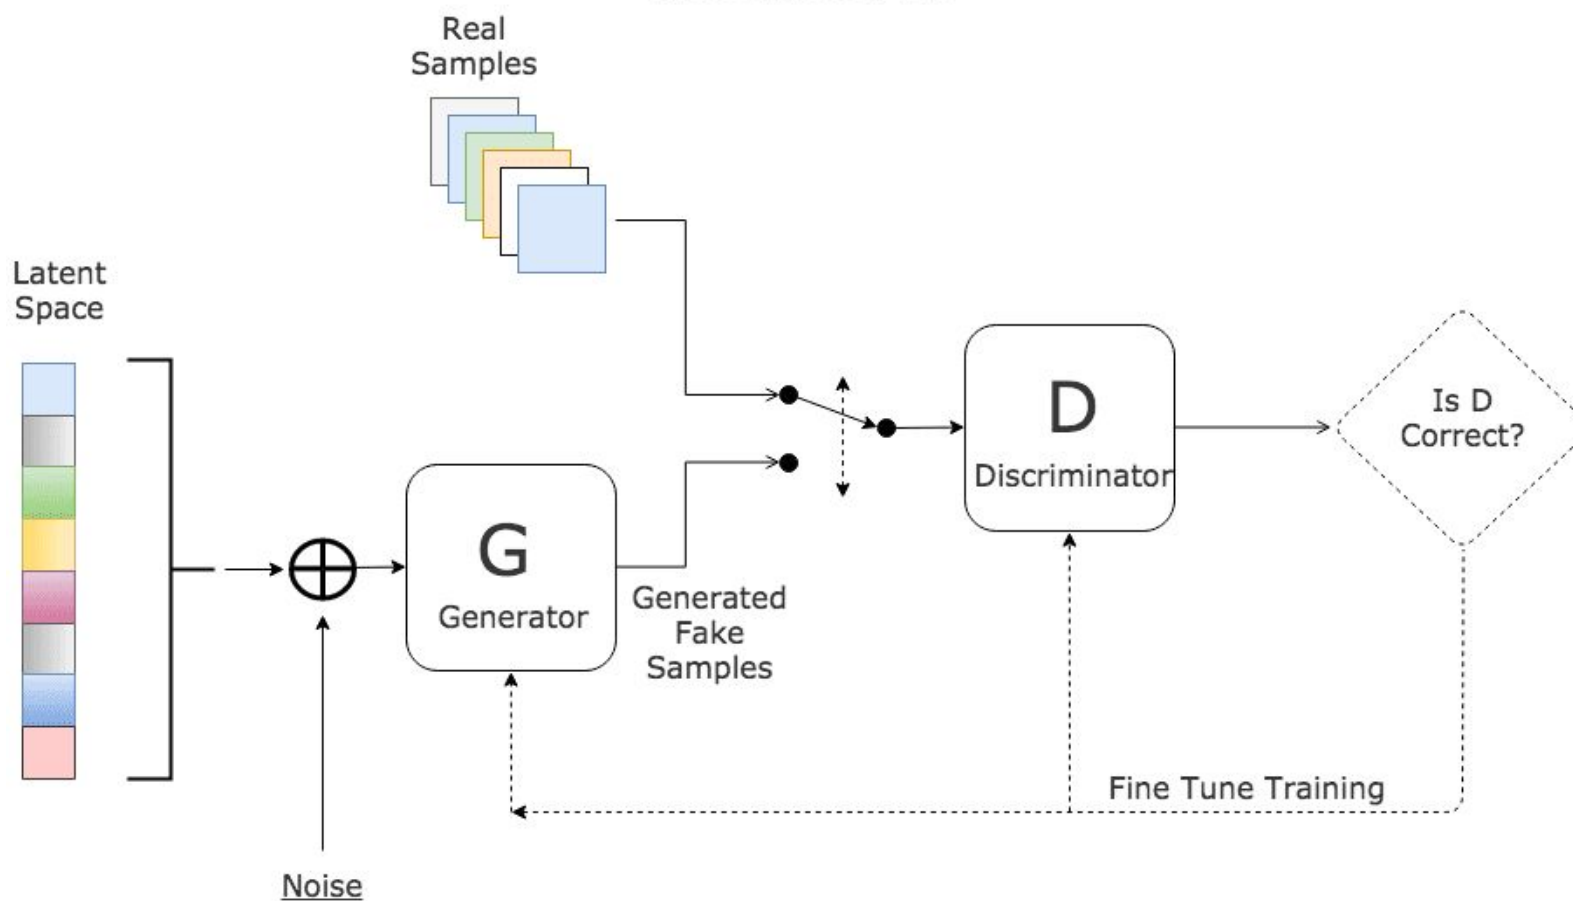 Real
Samples
Latent
Space
G
Generator
Generated
Fake
Samples
D
Discriminator
Is D
Correct?
Fine Tune Training
Noise